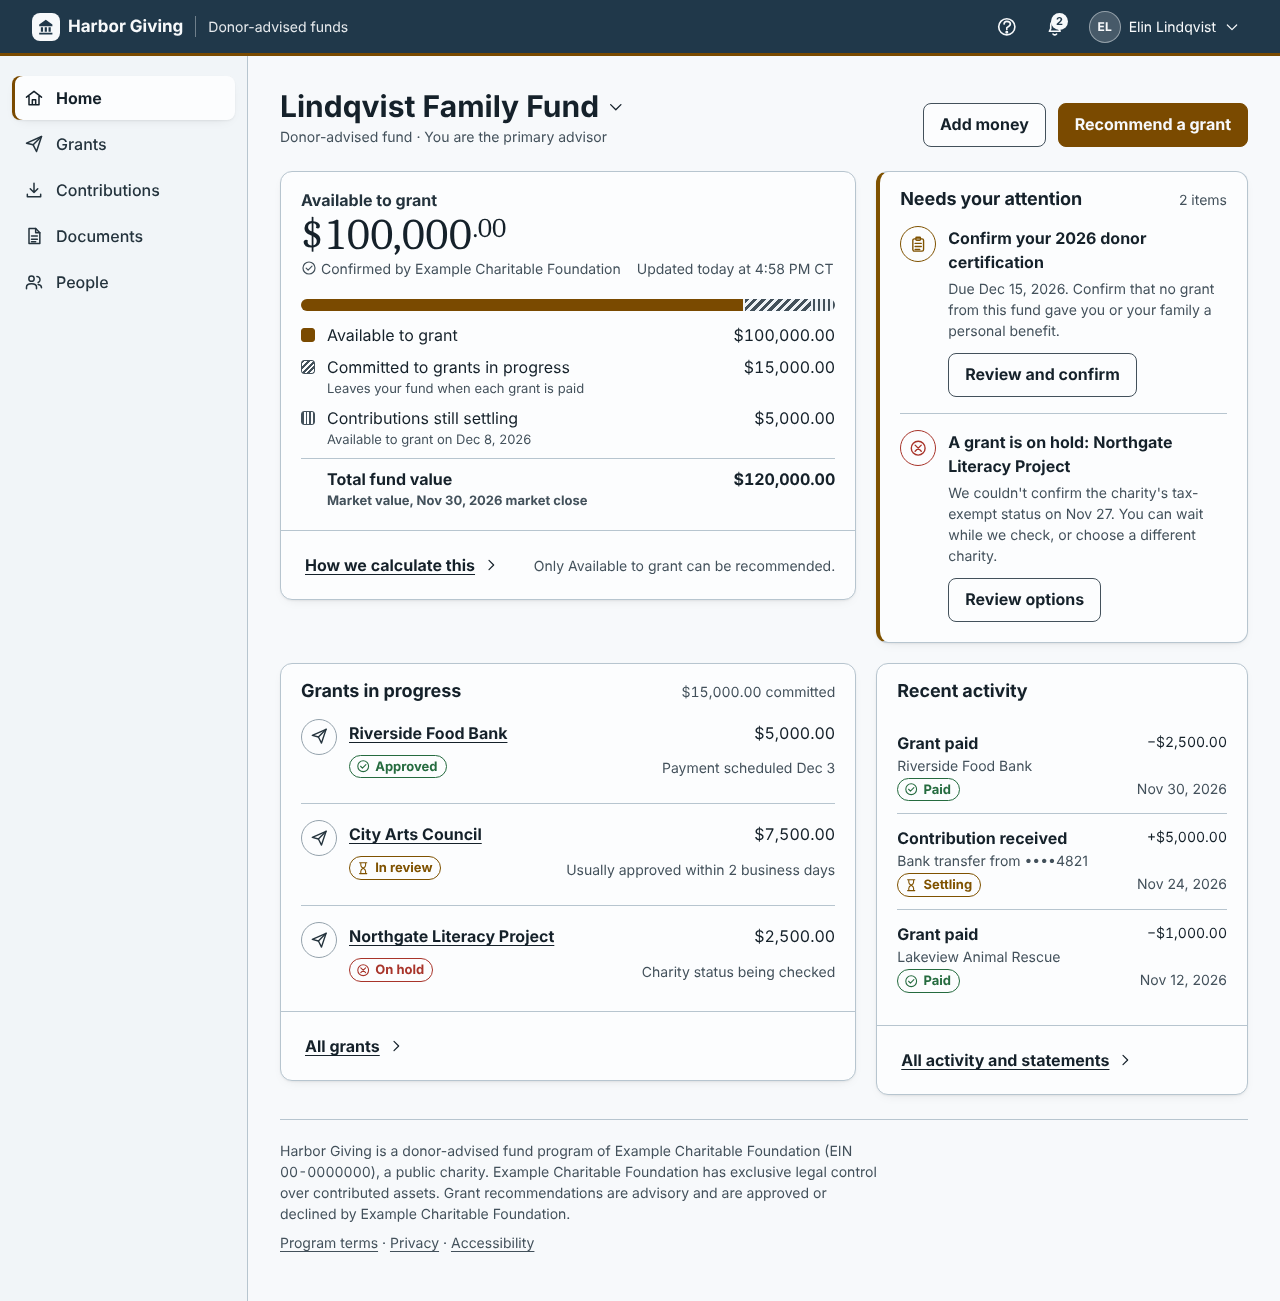 Harbor Giving
Donor-advised funds
2
EL
Elin Lindqvist
Home
Grants
Contributions
Documents
People
Lindqvist Family Fund
Donor-advised fund · You are the primary advisor
Add money
Recommend a grant
Available to grant
$100,000.00
Confirmed by Example Charitable Foundation
Updated today at 4:58 PM CT
Available to grant
$100,000.00
Committed to grants in progress
$15,000.00
Leaves your fund when each grant is paid
Contributions still settling
$5,000.00
Available to grant on Dec 8, 2026
Total fund value
$120,000.00
Market value, Nov 30, 2026 market close
How we calculate this
Only Available to grant can be recommended.
Needs your attention
2 items
Confirm your 2026 donor
certification
Due Dec 15, 2026. Confirm that no grant
from this fund gave you or your family a
personal benefit.
Review and confirm
A grant is on hold: Northgate
Literacy Project
We couldn't confirm the charity's tax-
exempt status on Nov 27. You can wait
while we check, or choose a different
charity.
Review options
Grants in progress
$15,000.00 committed
Riverside Food Bank
$5,000.00
Approved
Payment scheduled Dec 3
City Arts Council
$7,500.00
In review
Usually approved within 2 business days
Northgate Literacy Project
$2,500.00
On hold
Charity status being checked
All grants
Recent activity
Grant paid
−$2,500.00
Riverside Food Bank
Paid
Nov 30, 2026
Contribution received
+$5,000.00
Bank transfer from ••••4821
Settling
Nov 24, 2026
Grant paid
−$1,000.00
Lakeview Animal Rescue
Paid
Nov 12, 2026
All activity and statements
Harbor Giving is a donor-advised fund program of Example Charitable Foundation (EIN
00-0000000), a public charity. Example Charitable Foundation has exclusive legal control
over contributed assets. Grant recommendations are advisory and are approved or
declined by Example Charitable Foundation.
Program terms · Privacy · Accessibility